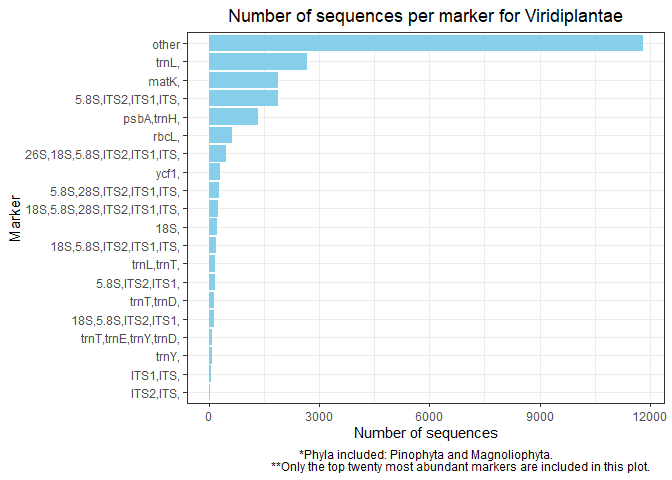 Number of sequences per marker for Viridiplantae
other
trnL,
matK,
5.8S,ITS2,ITS1,ITS,
psbA,trnH,
rbcL,
26S,18S,5.8S,ITS2,ITS1,ITS,
ycf1,
5.8S,28S,ITS2,ITS1,ITS,
18S,5.8S,28S,ITS2,ITS1,ITS,
18S,
18S,5.8S,ITS2,ITS1,ITS,
trnL,trnT,
5.8S,ITS2,ITS1,
trnT,trnD,
18S,5.8S,ITS2,ITS1,
trnT,trnE,trnY,trnD,
trnY,
ITS1,ITS,
ITS2,ITS,
Marker
0 3000 6000 9000 12000
Number of sequences
*Phyla included: Pinophyta and Magnoliophyta.
**Only the top twenty most abundant markers are included in this plot.